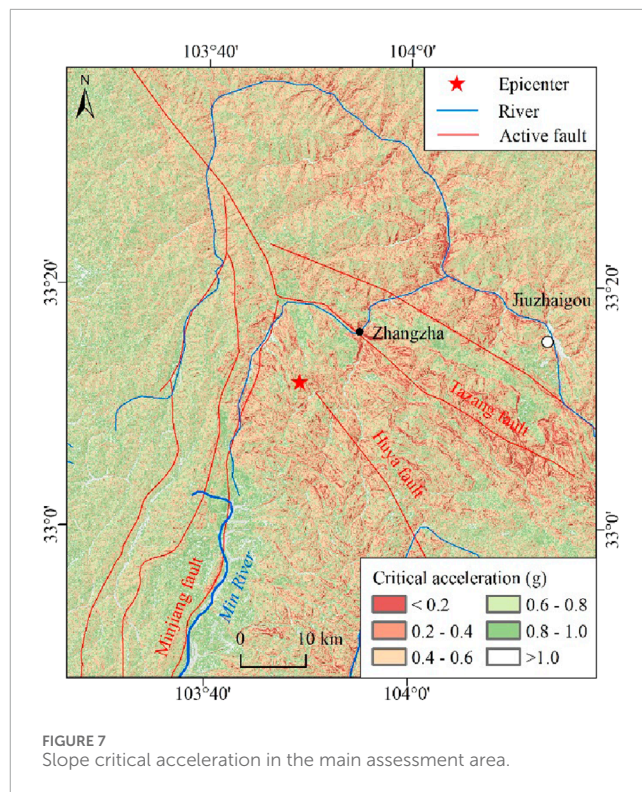 103°40' 104°0'
N
Epicenter
River
Active fault
33°20' 33°20'
Jiuzhaigou
Zhangzha
Tazang fault
Huya fault
33°0' 33°0'
Minjiang fault
Min River
0 10 km
Critical acceleration (g)
< 0.2 0.6 - 0.8
0.2 - 0.4 0.8 - 1.0
0.4 - 0.6 >1.0
103°40' 104°0'
FIGURE 7
Slope critical acceleration in the main assessment area.